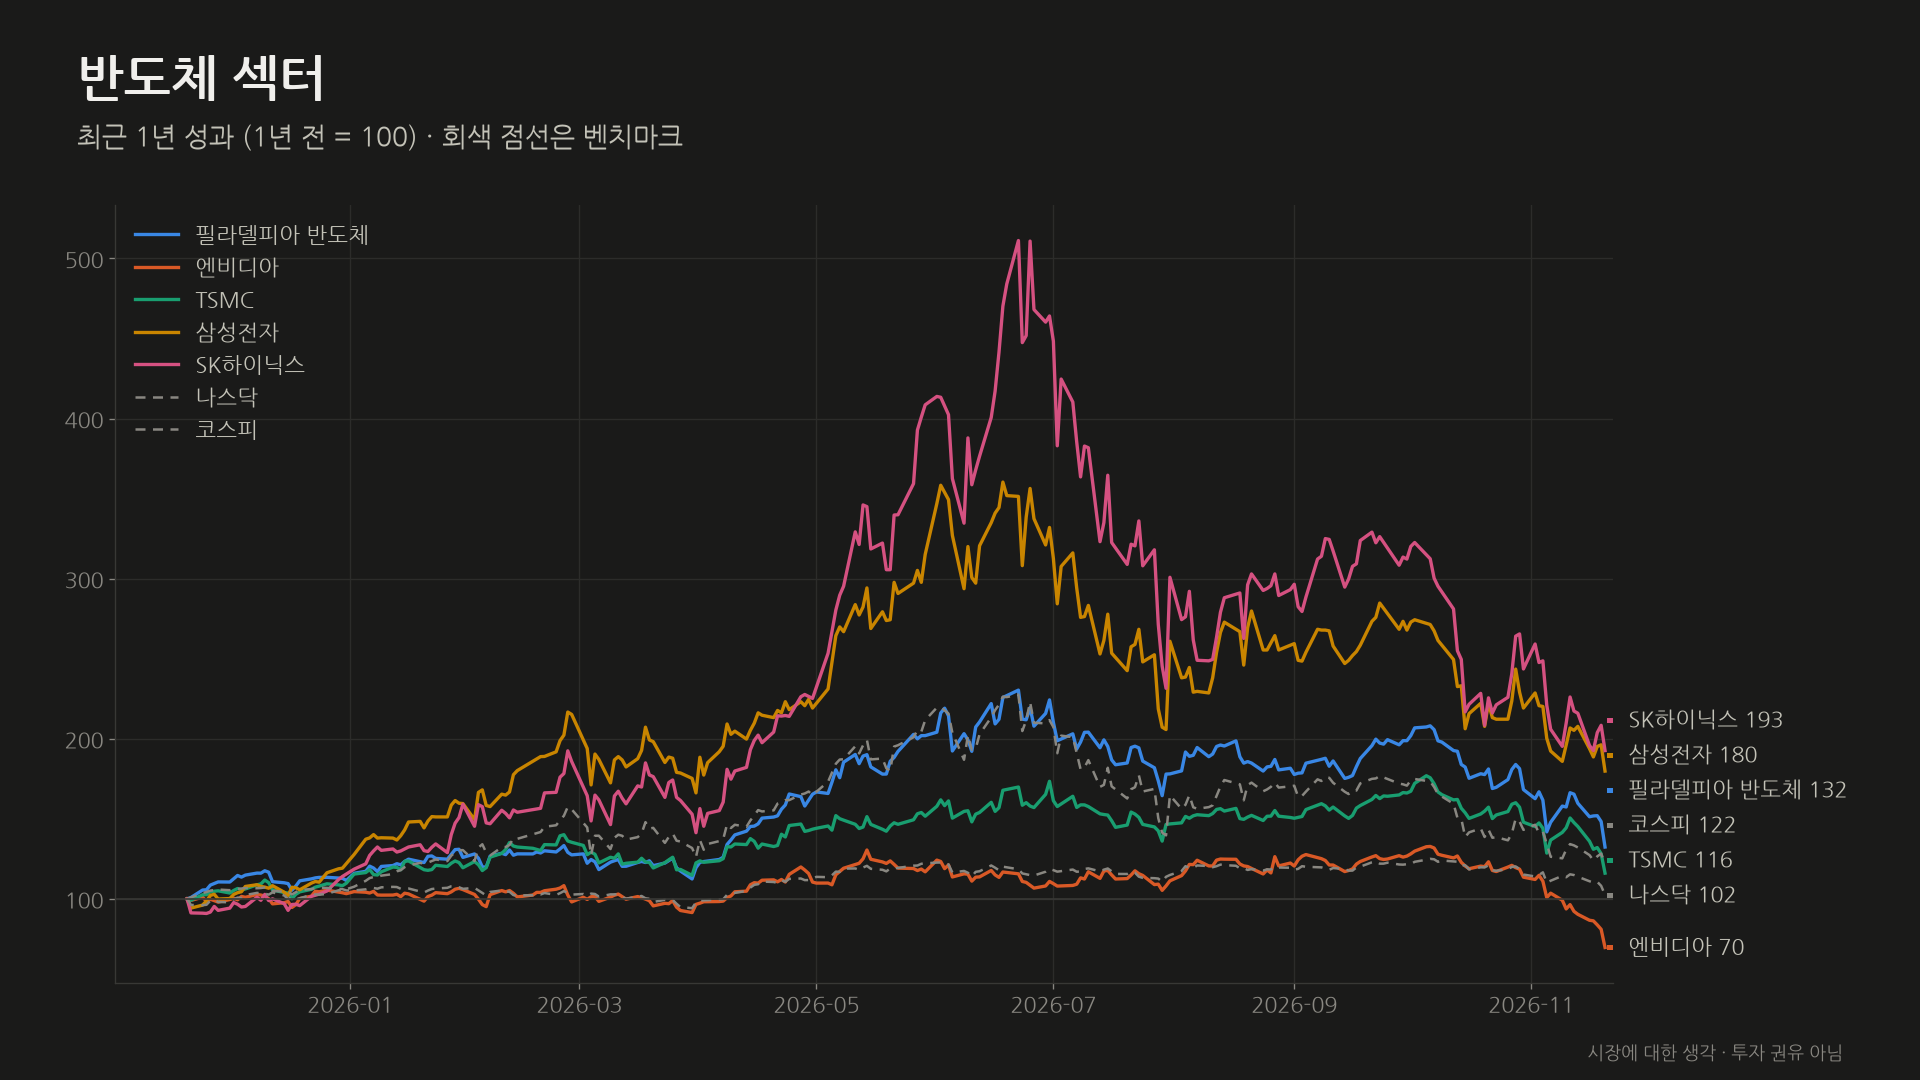 반도체 섹터
최근 1년 성과 (1년 전 = 100) · 회색 점선은 벤치마크
필라델피아 반도체
엔비디아
TSMC
삼성전자
SK하이닉스
나스닥
코스피
500
400
300
200
100
SK하이닉스 193
삼성전자 180
필라델피아 반도체 132
코스피 122
TSMC 116
나스닥 102
엔비디아 70
2026-01
2026-03
2026-05
2026-07
2026-09
2026-11
시장에 대한 생각 · 투자 권유 아님